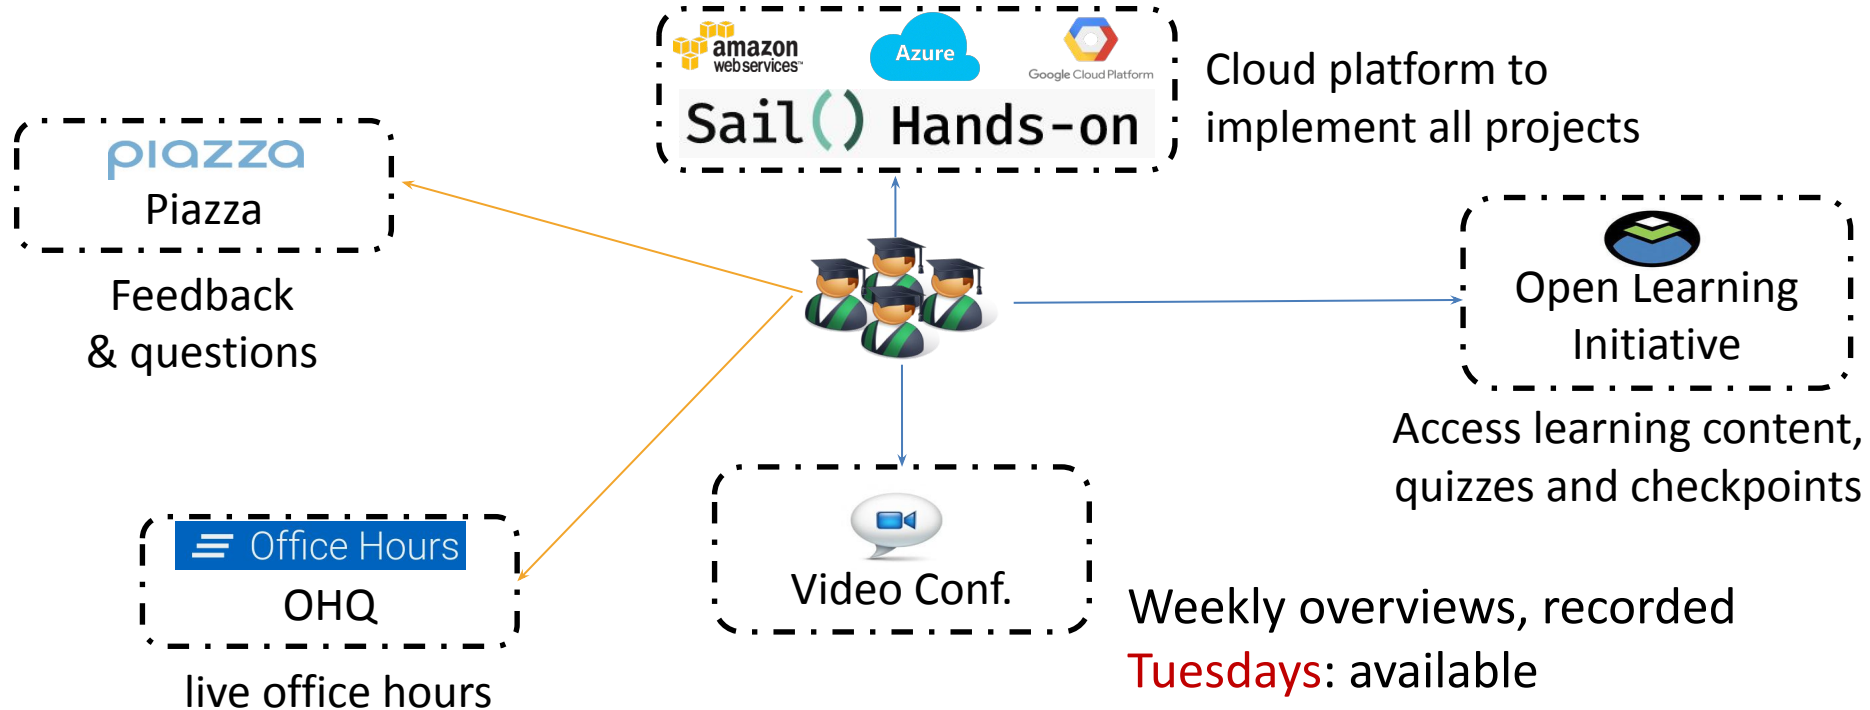 amazon
webservices™
Azure
Google Cloud Platform
Sail() Hands-on
Cloud platform to
implement all projects
piazza
Piazza
Feedback
& questions
Open Learning
Initiative
Access learning content,
quizzes and checkpoints
Office Hours
OHQ
live office hours
Video Conf.
Weekly overviews, recorded
Tuesdays: available